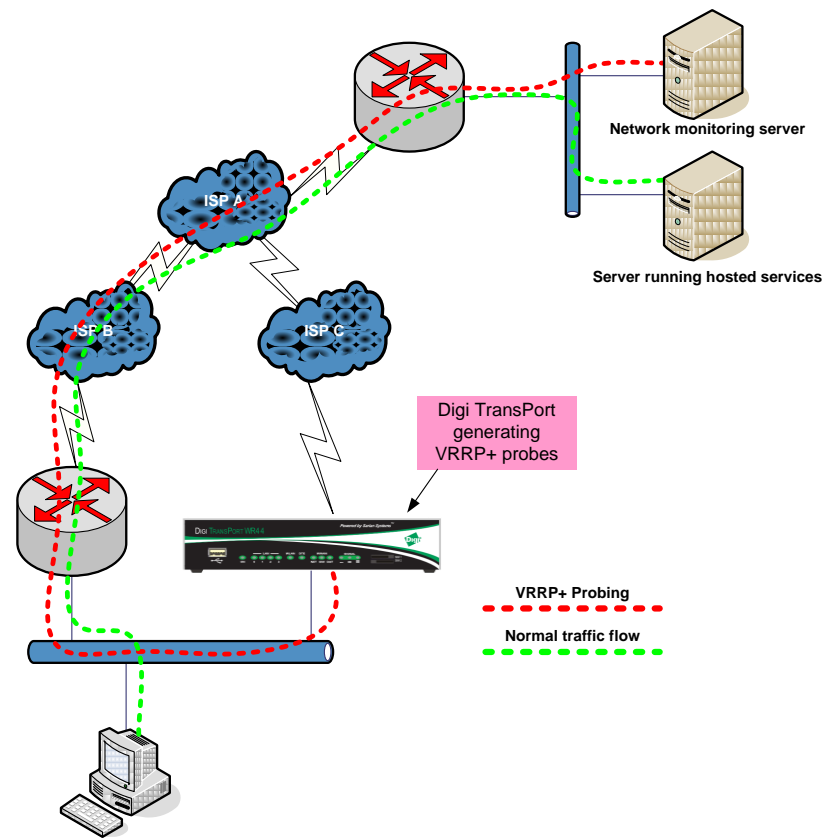 Network monitoring server
ISP A
Server running hosted services
ISP B
ISP C
Digi TransPort
generating
VRRP+ probes
Powered by Sarian Systems
DIGI TRANSPORT WR44
Digi
VRRP+ Probing
Normal traffic flow